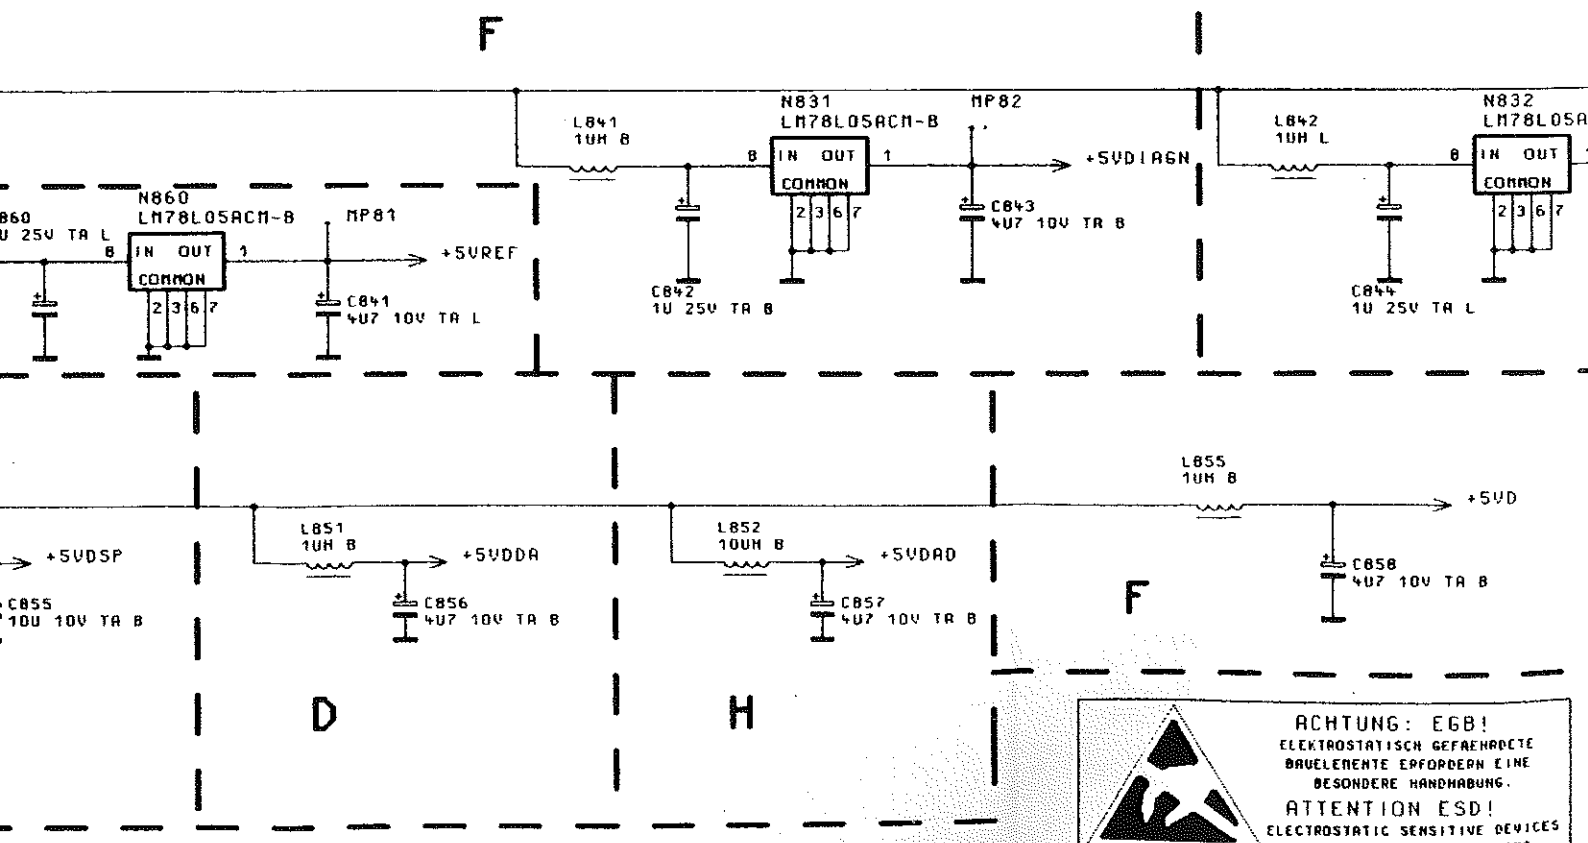 F
N831
LM78L05ACM-B
MP82
L841
1UH B
8
IN OUT
1
COMMON
2 3 6 7
+5VDIAGN
C843
4U7 10V TA B
C842
1U 25V TA B
L842
1UH L
N832
LM78L05A
8
IN OUT
COMMON
2 3 6 7
C844
1U 25V TA L
N860
LM78L05ACM-B
MP81
860
U 25V TA L
8
IN OUT
1
COMMON
2 3 6 7
+5VREF
C841
4U7 10V TA L
L855
1UH B
+5VD
C858
4U7 10V TA B
F
+5VDSP
C855
10U 10V TA B
L851
1UH B
+5VDDA
C856
4U7 10V TA B
D
L852
10UH B
+5VDAD
C857
4U7 10V TA B
H
ACHTUNG: EGB!
ELEKTROSTATISCH GEFAEHRDETE
BAUELEMENTE ERFORDERN EINE
BESONDERE HANDHABUNG.
ATTENTION ESD!
ELECTROSTATIC SENSITIVE DEVICES